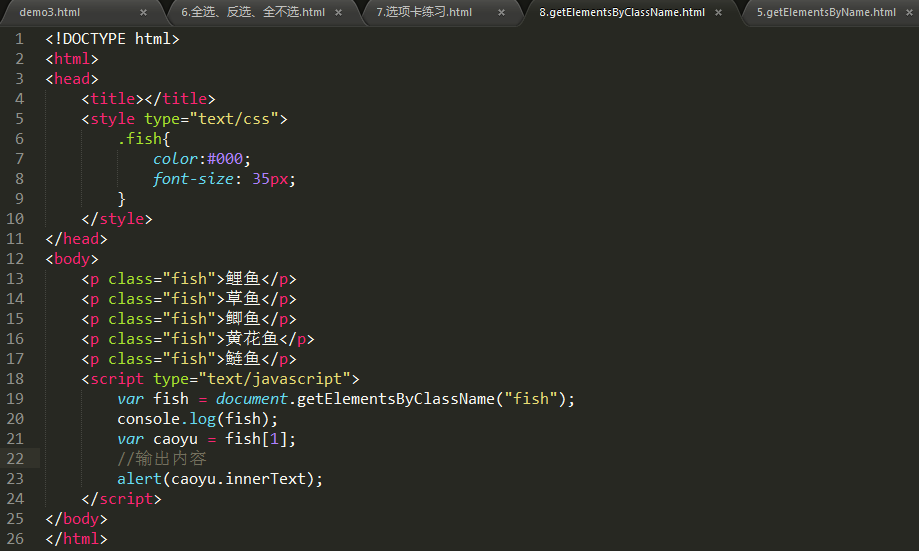 demo3.html × 6.全选、反选、全不选.html × 7.选项卡练习.html × 8.getElementsByClassName.html × 5.getElementsByName.html ×
1 <!DOCTYPE html>
2 <html>
3 <head>
4     <title></title>
5     <style type="text/css">
6         .fish{
7             color:#000;
8             font-size: 35px;
9         }
10     </style>
11 </head>
12 <body>
13     <p class="fish">鲤鱼</p>
14     <p class="fish">草鱼</p>
15     <p class="fish">鲫鱼</p>
16     <p class="fish">黄花鱼</p>
17     <p class="fish">鲢鱼</p>
18     <script type="text/javascript">
19         var fish = document.getElementsByClassName("fish");
20         console.log(fish);
21         var caoyu = fish[1];
22         //输出内容
23         alert(caoyu.innerText);
24     </script>
25 </body>
26 </html>